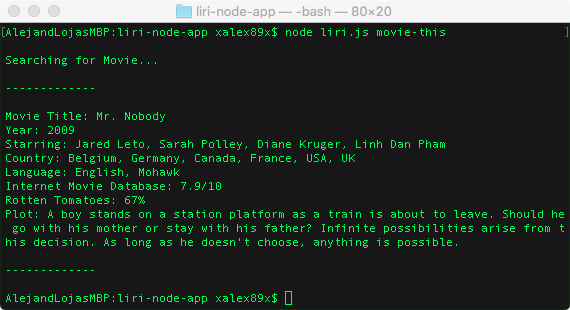 liri-node-app — -bash — 80×20
[AlejandLojasMBP:liri-node-app xalex89x$ node liri.js movie-this ]
Searching for Movie...
-------------
Movie Title: Mr. Nobody
Year: 2009
Starring: Jared Leto, Sarah Polley, Diane Kruger, Linh Dan Pham
Country: Belgium, Germany, Canada, France, USA, UK
Language: English, Mohawk
Internet Movie Database: 7.9/10
Rotten Tomatoes: 67%
Plot: A boy stands on a station platform as a train is about to leave. Should he
go with his mother or stay with his father? Infinite possibilities arise from t
his decision. As long as he doesn't choose, anything is possible.
-------------
AlejandLojasMBP:liri-node-app xalex89x$